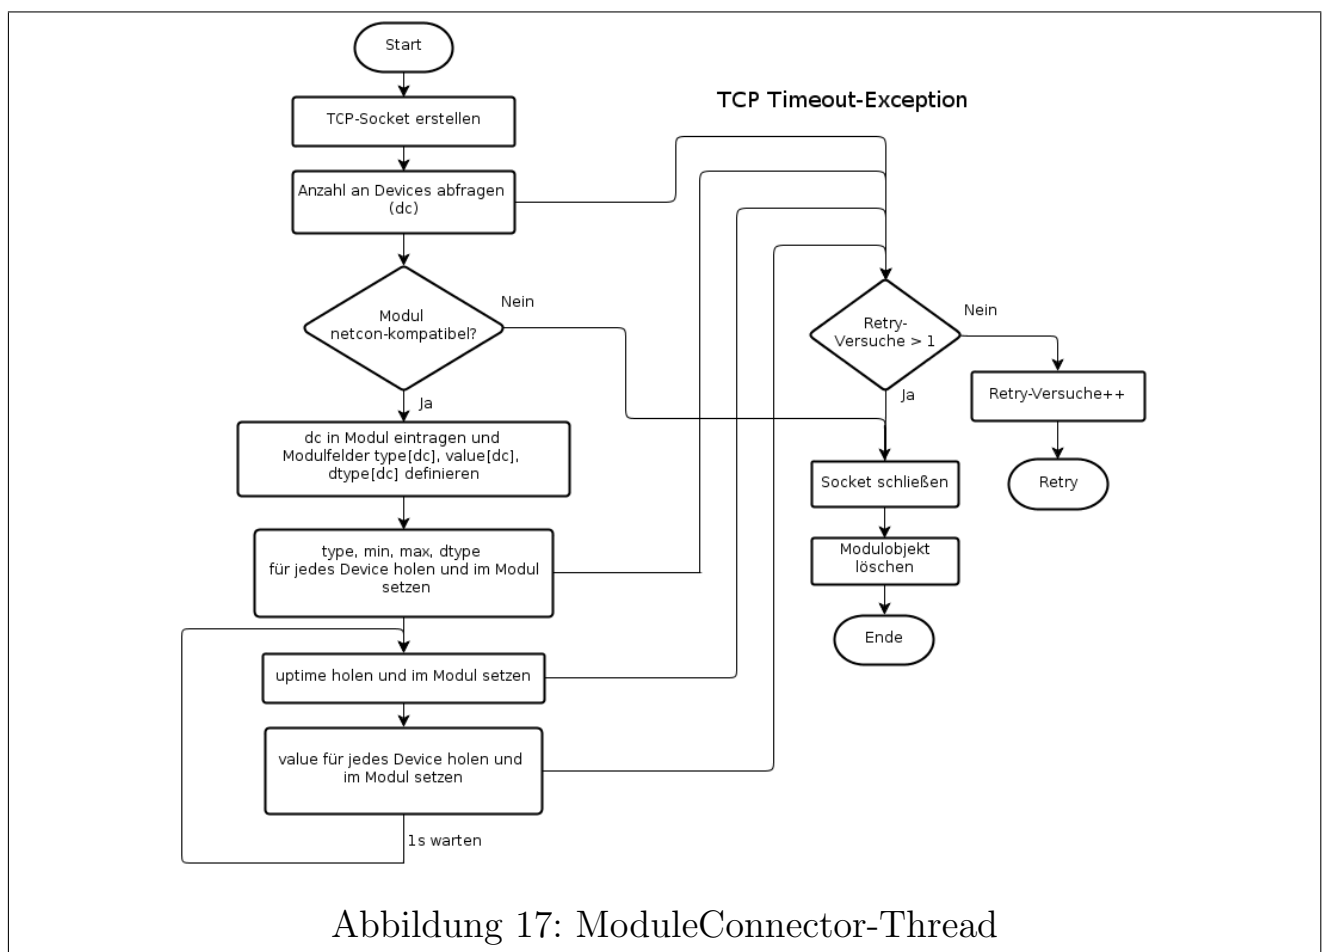 Start
TCP-Socket erstellen
Anzahl an Devices abfragen
(dc)
Modul
netcon-kompatibel?
Nein
Ja
dc in Modul eintragen und
Modulfelder type[dc], value[dc],
dtype[dc] definieren
type, min, max, dtype
für jedes Device holen und im Modul
setzen
uptime holen und im Modul setzen
value für jedes Device holen und
im Modul setzen
1s warten
TCP Timeout-Exception
Retry-
Versuche > 1
Nein
Ja
Retry-Versuche++
Retry
Socket schließen
Modulobjekt
löschen
Ende
Abbildung 17: ModuleConnector-Thread